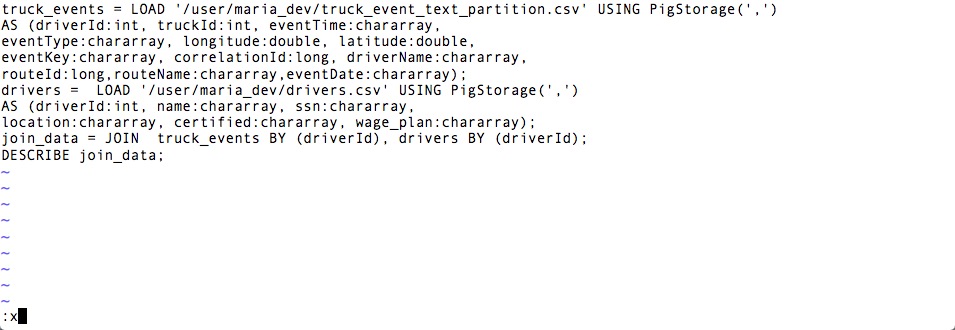 truck_events = LOAD '/user/maria_dev/truck_event_text_partition.csv' USING PigStorage(',')
AS (driverId:int, truckId:int, eventTime:chararray,
eventType:chararray, longitude:double, latitude:double,
eventKey:chararray, correlationId:long, driverName:chararray,
routeId:long,routeName:chararray,eventDate:chararray);
drivers =  LOAD '/user/maria_dev/drivers.csv' USING PigStorage(',')
AS (driverId:int, name:chararray, ssn:chararray,
location:chararray, certified:chararray, wage_plan:chararray);
join_data = JOIN  truck_events BY (driverId), drivers BY (driverId);
DESCRIBE join_data;
~
~
~
~
~
~
~
~
~
:x